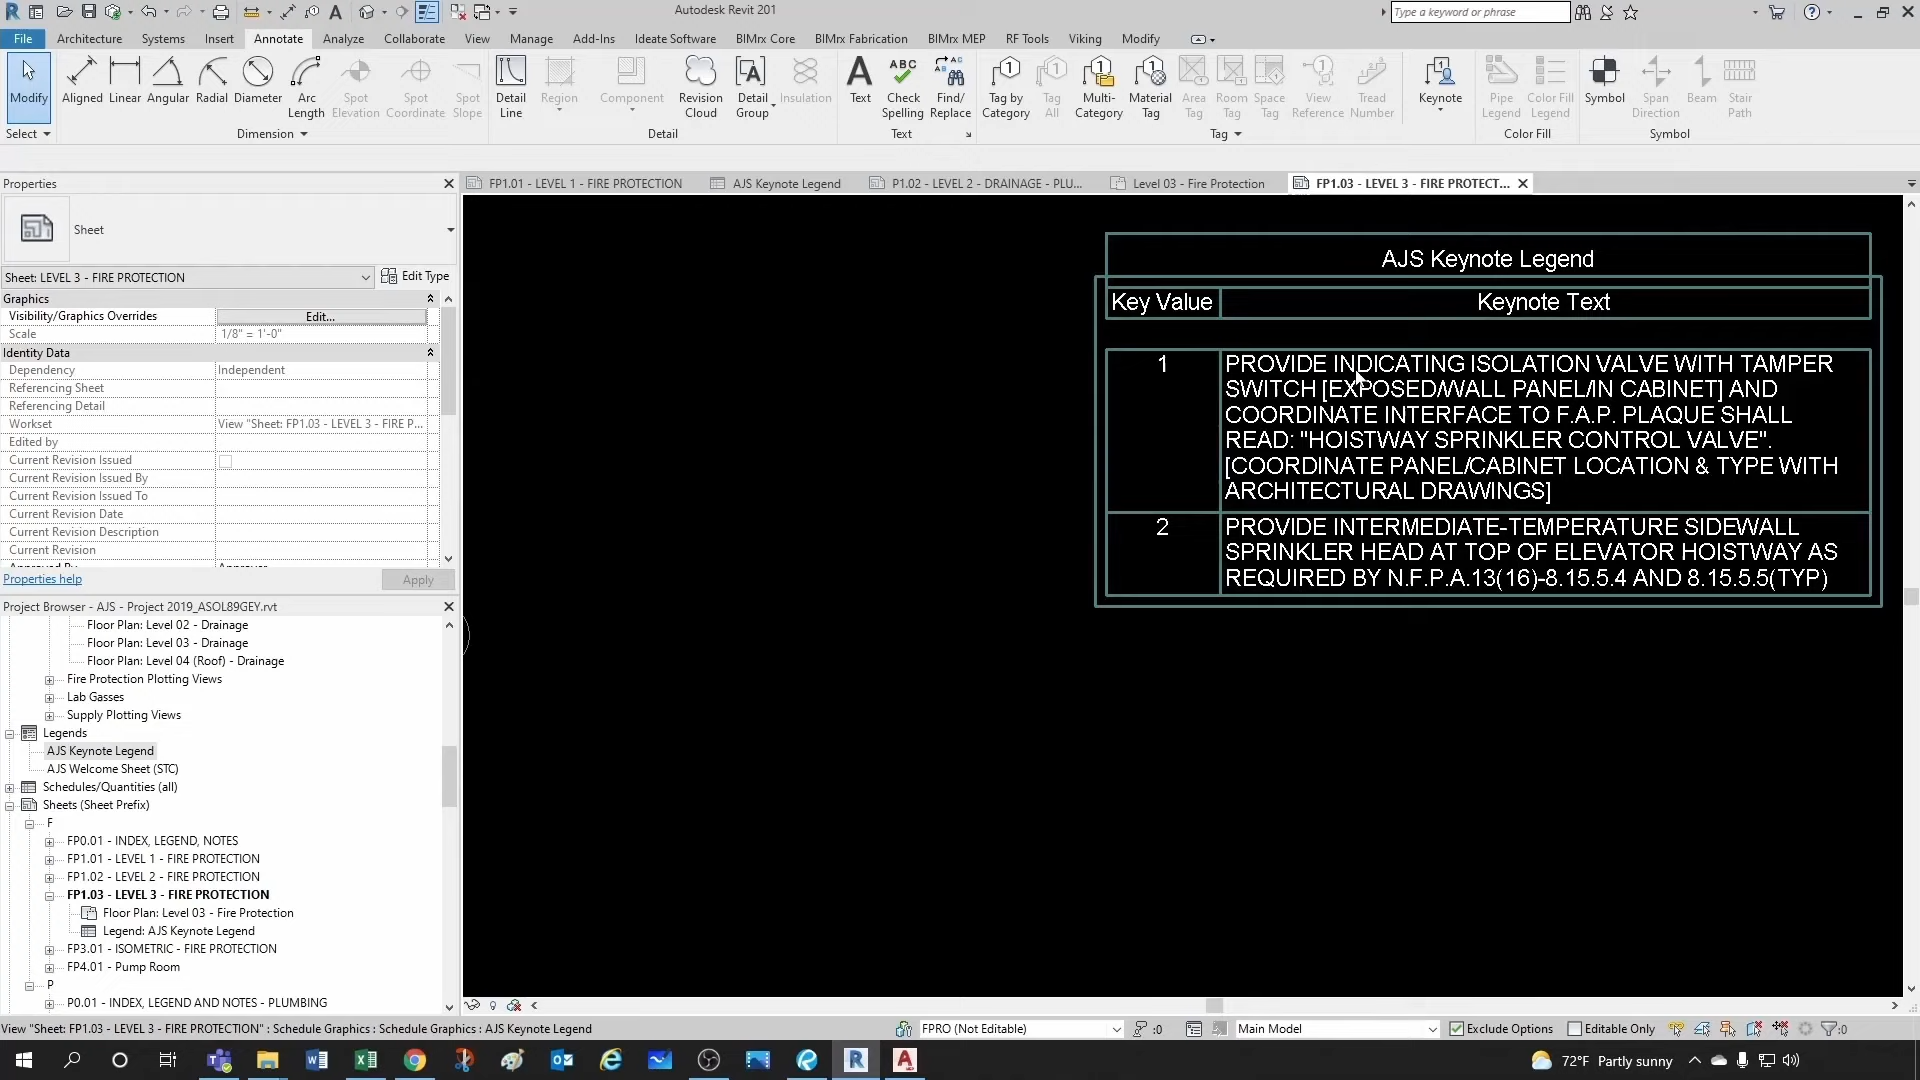 Autodesk Revit 201
Type a keyword or phrase
File Architecture Systems Insert Annotate Analyze Collaborate View Manage Add-Ins Ideate Software BIMrx Core BIMrx Fabrication BIMrx MEP RF Tools Viking Modify
Modify Aligned Linear Angular Radial Diameter Arc Length Spot Elevation Spot Coordinate Spot Slope Detail Line Region Component Revision Cloud Detail Group Insulation Text Check Spelling Find/ Replace Tag by Category Tag All Multi- Category Material Tag Area Tag Room Tag Space Tag View Reference Tread Number Keynote Pipe Legend Color Fill Legend Symbol Span Direction Beam Stair Path
Select Dimension Detail Text Tag Color Fill Symbol
Properties
FP1.01 - LEVEL 1 - FIRE PROTECTION AJS Keynote Legend P1.02 - LEVEL 2 - DRAINAGE - PLU... Level 03 - Fire Protection FP1.03 - LEVEL 3 - FIRE PROTECT...
Sheet
Sheet: LEVEL 3 - FIRE PROTECTION Edit Type
Graphics
Visibility/Graphics Overrides Edit...
Scale 1/8" = 1'-0"
Identity Data
Dependency Independent
Referencing Sheet
Referencing Detail
Workset View "Sheet: FP1.03 - LEVEL 3 - FIRE P...
Edited by
Current Revision Issued
Current Revision Issued By
Current Revision Issued To
Current Revision Date
Current Revision Description
Current Revision
Properties help Apply
Project Browser - AJS - Project 2019_ASOL89GEY.rvt
Floor Plan: Level 02 - Drainage
Floor Plan: Level 03 - Drainage
Floor Plan: Level 04 (Roof) - Drainage
Fire Protection Plotting Views
Lab Gasses
Supply Plotting Views
Legends
AJS Keynote Legend
AJS Welcome Sheet (STC)
Schedules/Quantities (all)
Sheets (Sheet Prefix)
F
FP0.01 - INDEX, LEGEND, NOTES
FP1.01 - LEVEL 1 - FIRE PROTECTION
FP1.02 - LEVEL 2 - FIRE PROTECTION
FP1.03 - LEVEL 3 - FIRE PROTECTION
Floor Plan: Level 03 - Fire Protection
Legend: AJS Keynote Legend
FP3.01 - ISOMETRIC - FIRE PROTECTION
FP4.01 - Pump Room
P
P0.01 - INDEX, LEGEND AND NOTES - PLUMBING
AJS Keynote Legend
Key Value Keynote Text
1 PROVIDE INDICATING ISOLATION VALVE WITH TAMPER
SWITCH [EXPOSED/WALL PANEL/IN CABINET] AND
COORDINATE INTERFACE TO F.A.P. PLAQUE SHALL
READ: "HOISTWAY SPRINKLER CONTROL VALVE".
[COORDINATE PANEL/CABINET LOCATION & TYPE WITH
ARCHITECTURAL DRAWINGS]
2 PROVIDE INTERMEDIATE-TEMPERATURE SIDEWALL
SPRINKLER HEAD AT TOP OF ELEVATOR HOISTWAY AS
REQUIRED BY N.F.P.A.13(16)-8.15.5.4 AND 8.15.5.5(TYP)
View "Sheet: FP1.03 - LEVEL 3 - FIRE PROTECTION" : Schedule Graphics : Schedule Graphics : AJS Keynote Legend FPRO (Not Editable) :0 Main Model Exclude Options Editable Only :0
72°F Partly sunny